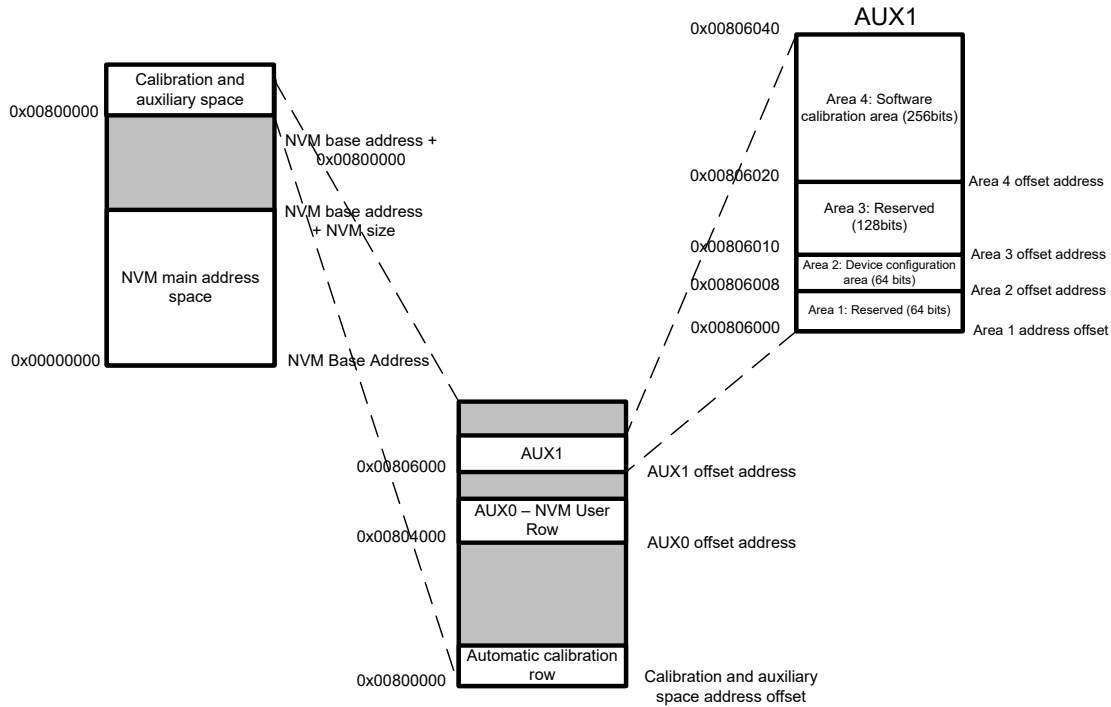 AUX1
0x00806040
Calibration and
auxiliary space
0x00800000
NVM base address +
0x00800000
NVM base address
+ NVM size
NVM main address
space
0x00000000
NVM Base Address
Area 4: Software
calibration area (256bits)
0x00806020
Area 4 offset address
Area 3: Reserved
(128bits)
0x00806010
Area 3 offset address
Area 2: Device configuration
area (64 bits)
0x00806008
Area 2 offset address
Area 1: Reserved (64 bits)
0x00806000
Area 1 address offset
AUX1
0x00806000
AUX1 offset address
AUX0 – NVM User
Row
0x00804000
AUX0 offset address
Automatic calibration
row
0x00800000
Calibration and auxiliary
space address offset